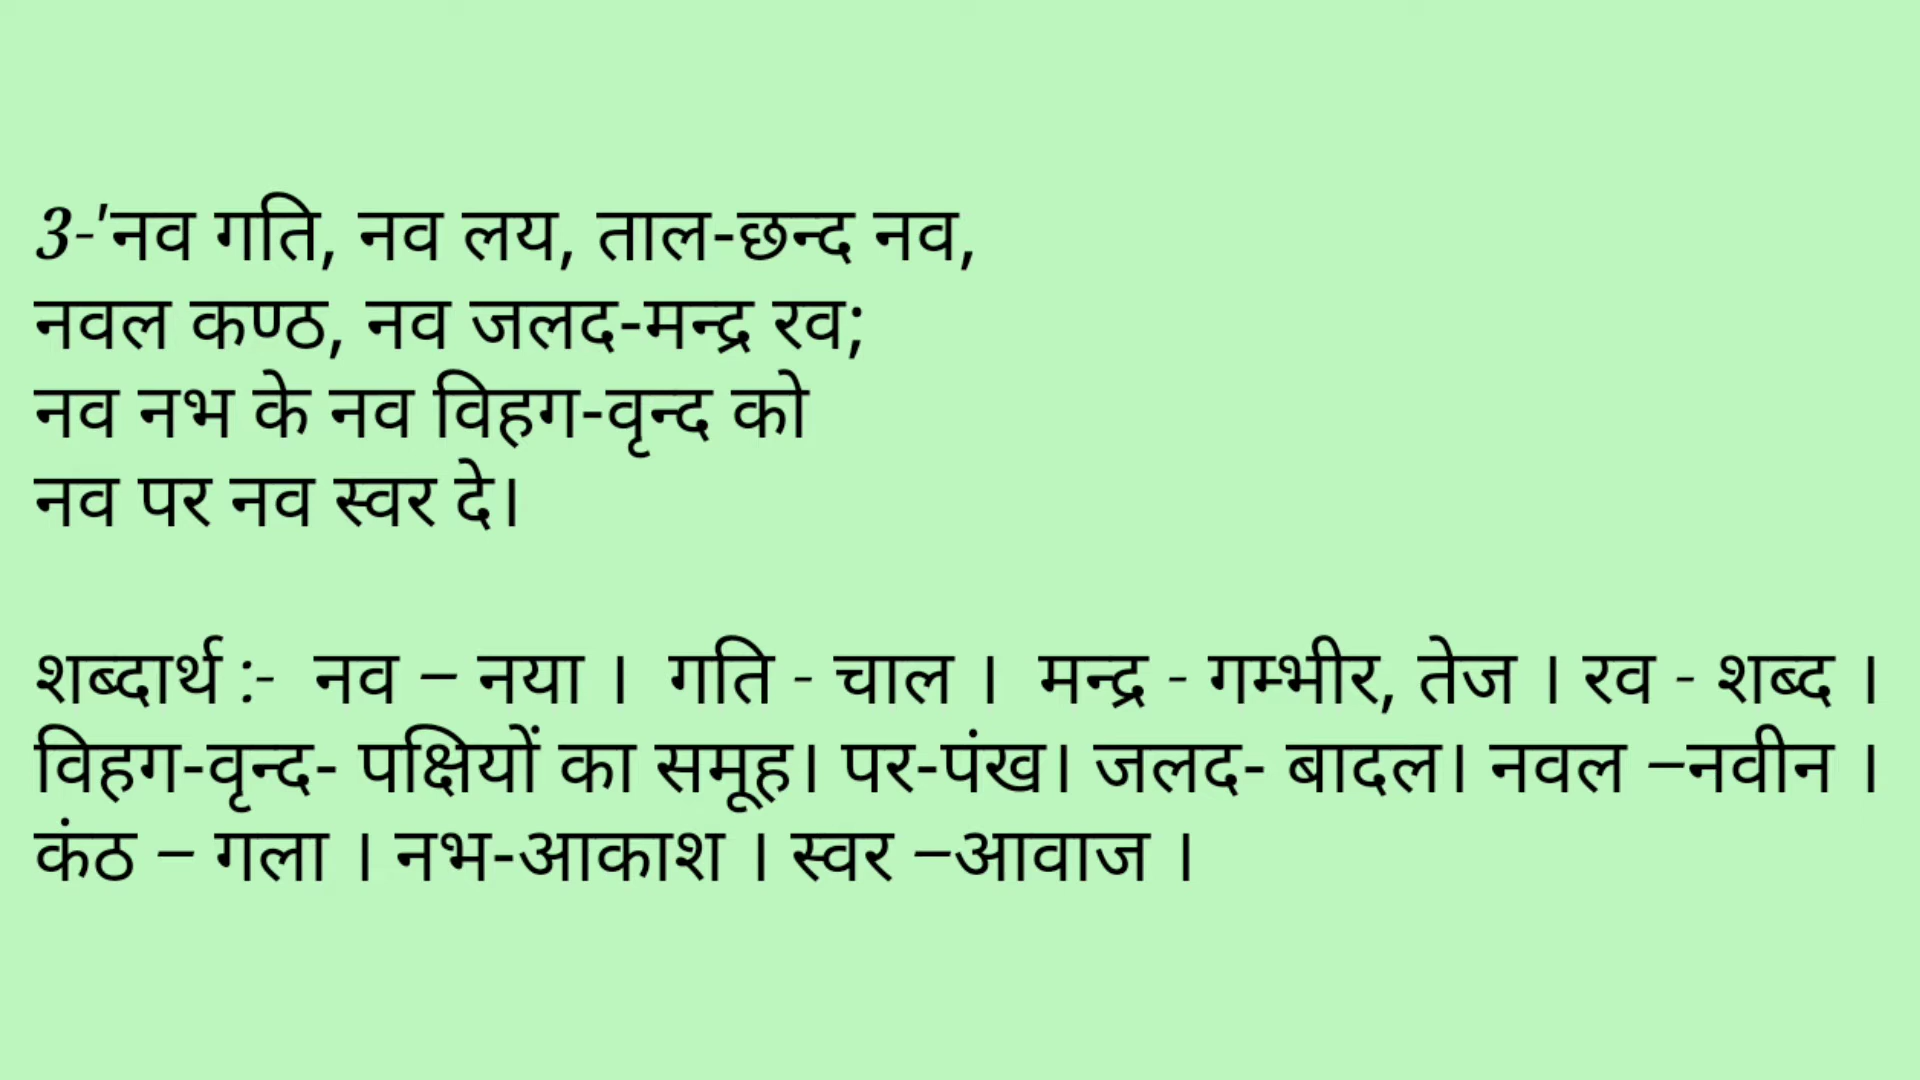 3-'नव गति, नव लय, ताल-छन्द नव,
नवल कण्ठ, नव जलद-मन्द्र रव;
नव नभ के नव विहग-वृन्द को
नव पर नव स्वर दे।
शब्दार्थ :- नव – नया । गति - चाल । मन्द्र - गम्भीर, तेज । रव - शब्द ।
विहग-वृन्द- पक्षियों का समूह। पर-पंख। जलद- बादल। नवल –नवीन ।
कंठ – गला । नभ-आकाश । स्वर –आवाज ।